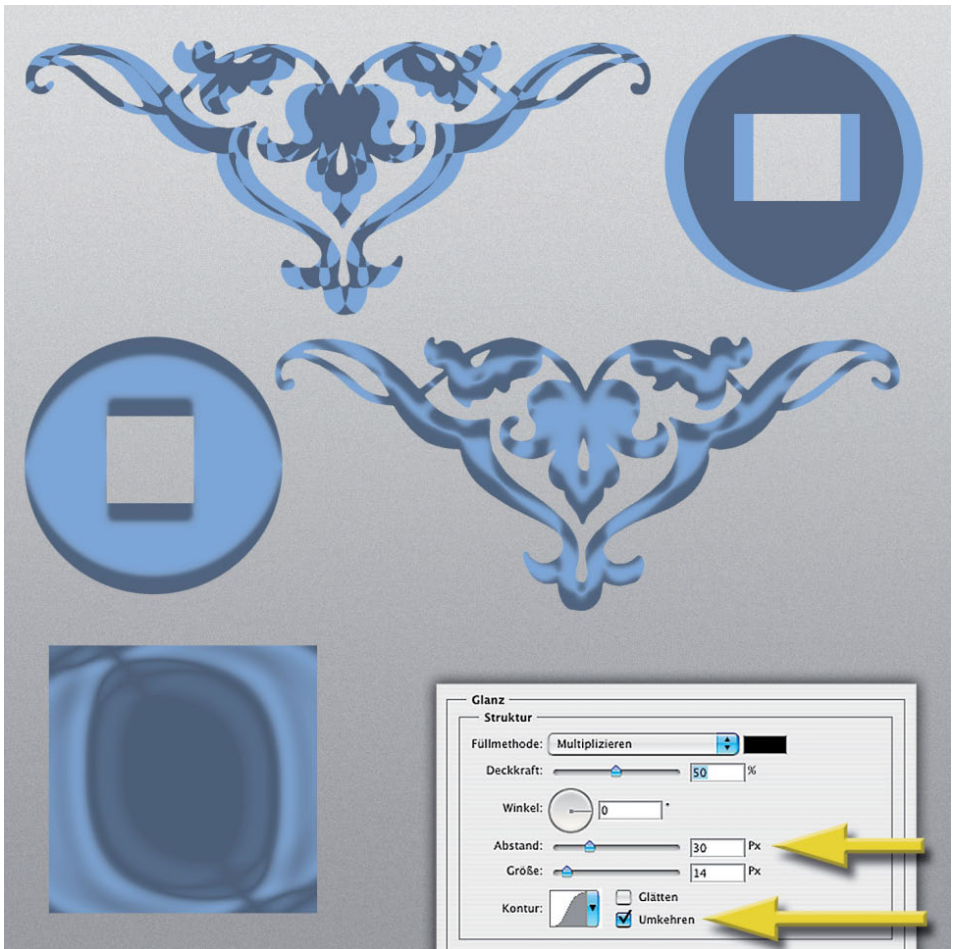 Glanz
Struktur
Füllmethode: Multiplizieren
Deckkraft: 50 %
Winkel: 0 °
Abstand: 30 Px
Größe: 14 Px
Kontur: Glätten
Umkehren